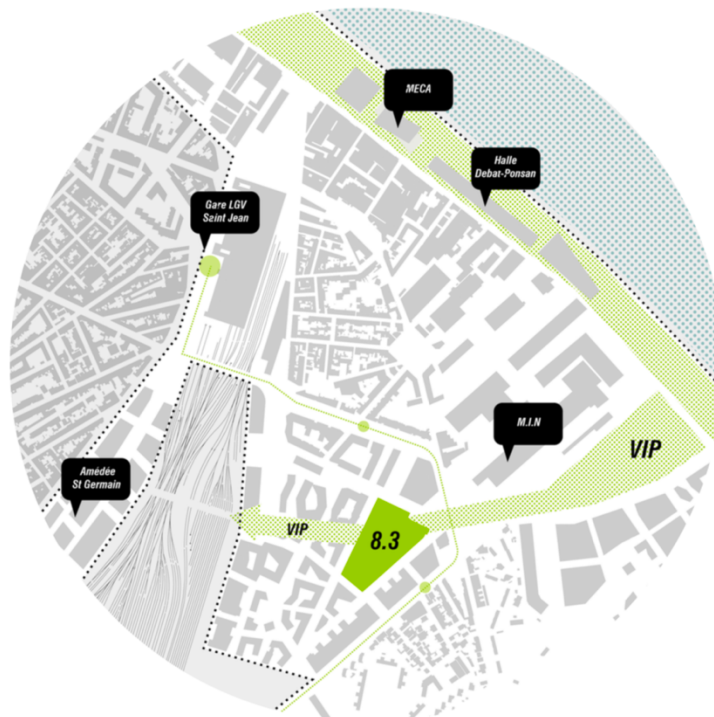 MECA
Halle
Debat-Ponsan
Gare LGV
Saint Jean
M.I.N
VIP
Amédée
St Germain
VIP
8.3